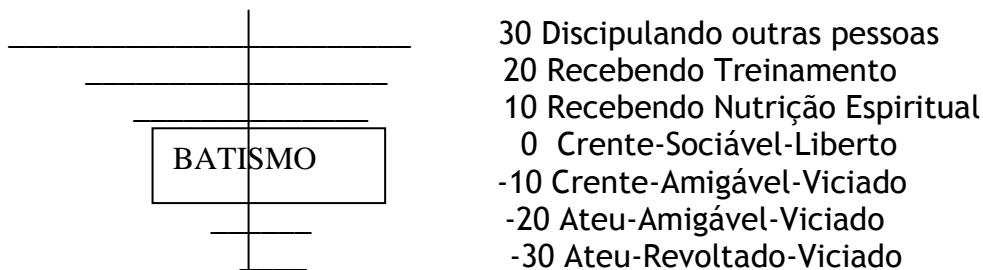 30 Discipulando outras pessoas
20 Recebendo Treinamento
10 Recebendo Nutrição Espiritual
BATISMO
0 Crente-Sociável-Liberto
-10 Crente-Amigável-Viciado
-20 Ateu-Amigável-Viciado
-30 Ateu-Revoltado-Viciado